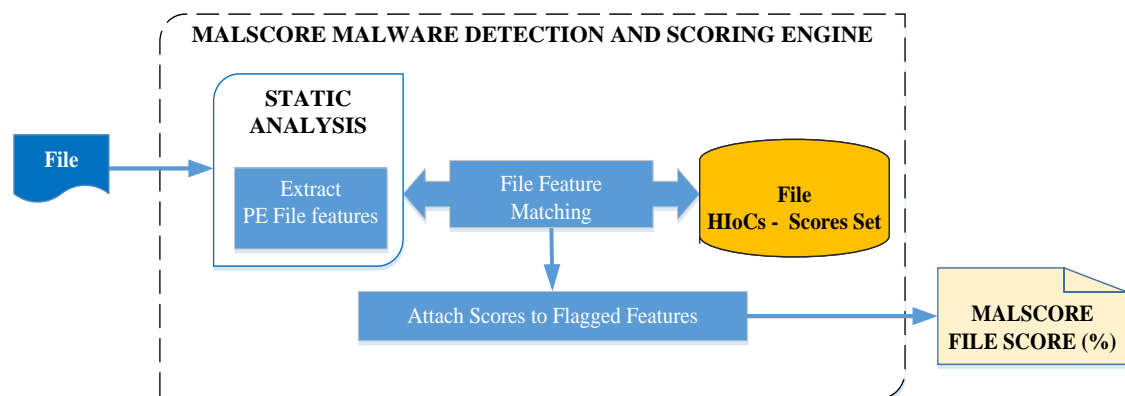 MALSCORE MALWARE DETECTION AND SCORING ENGINE
STATIC
ANALYSIS
File
Extract
PE File features
File Feature
Matching
File
HIoCs - Scores Set
Attach Scores to Flagged Features
MALSCORE
FILE SCORE (%)